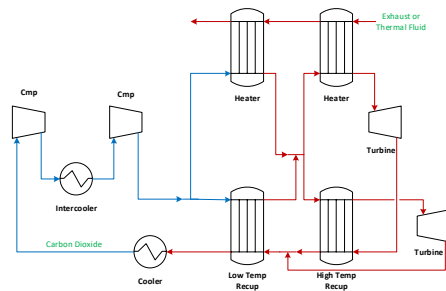 Exhaust or
Thermal Fluid
Cmp
Cmp
Heater
Heater
Turbine
Intercooler
Carbon Dioxide
Turbine
Cooler
Low Temp
Recup
High Temp
Recup